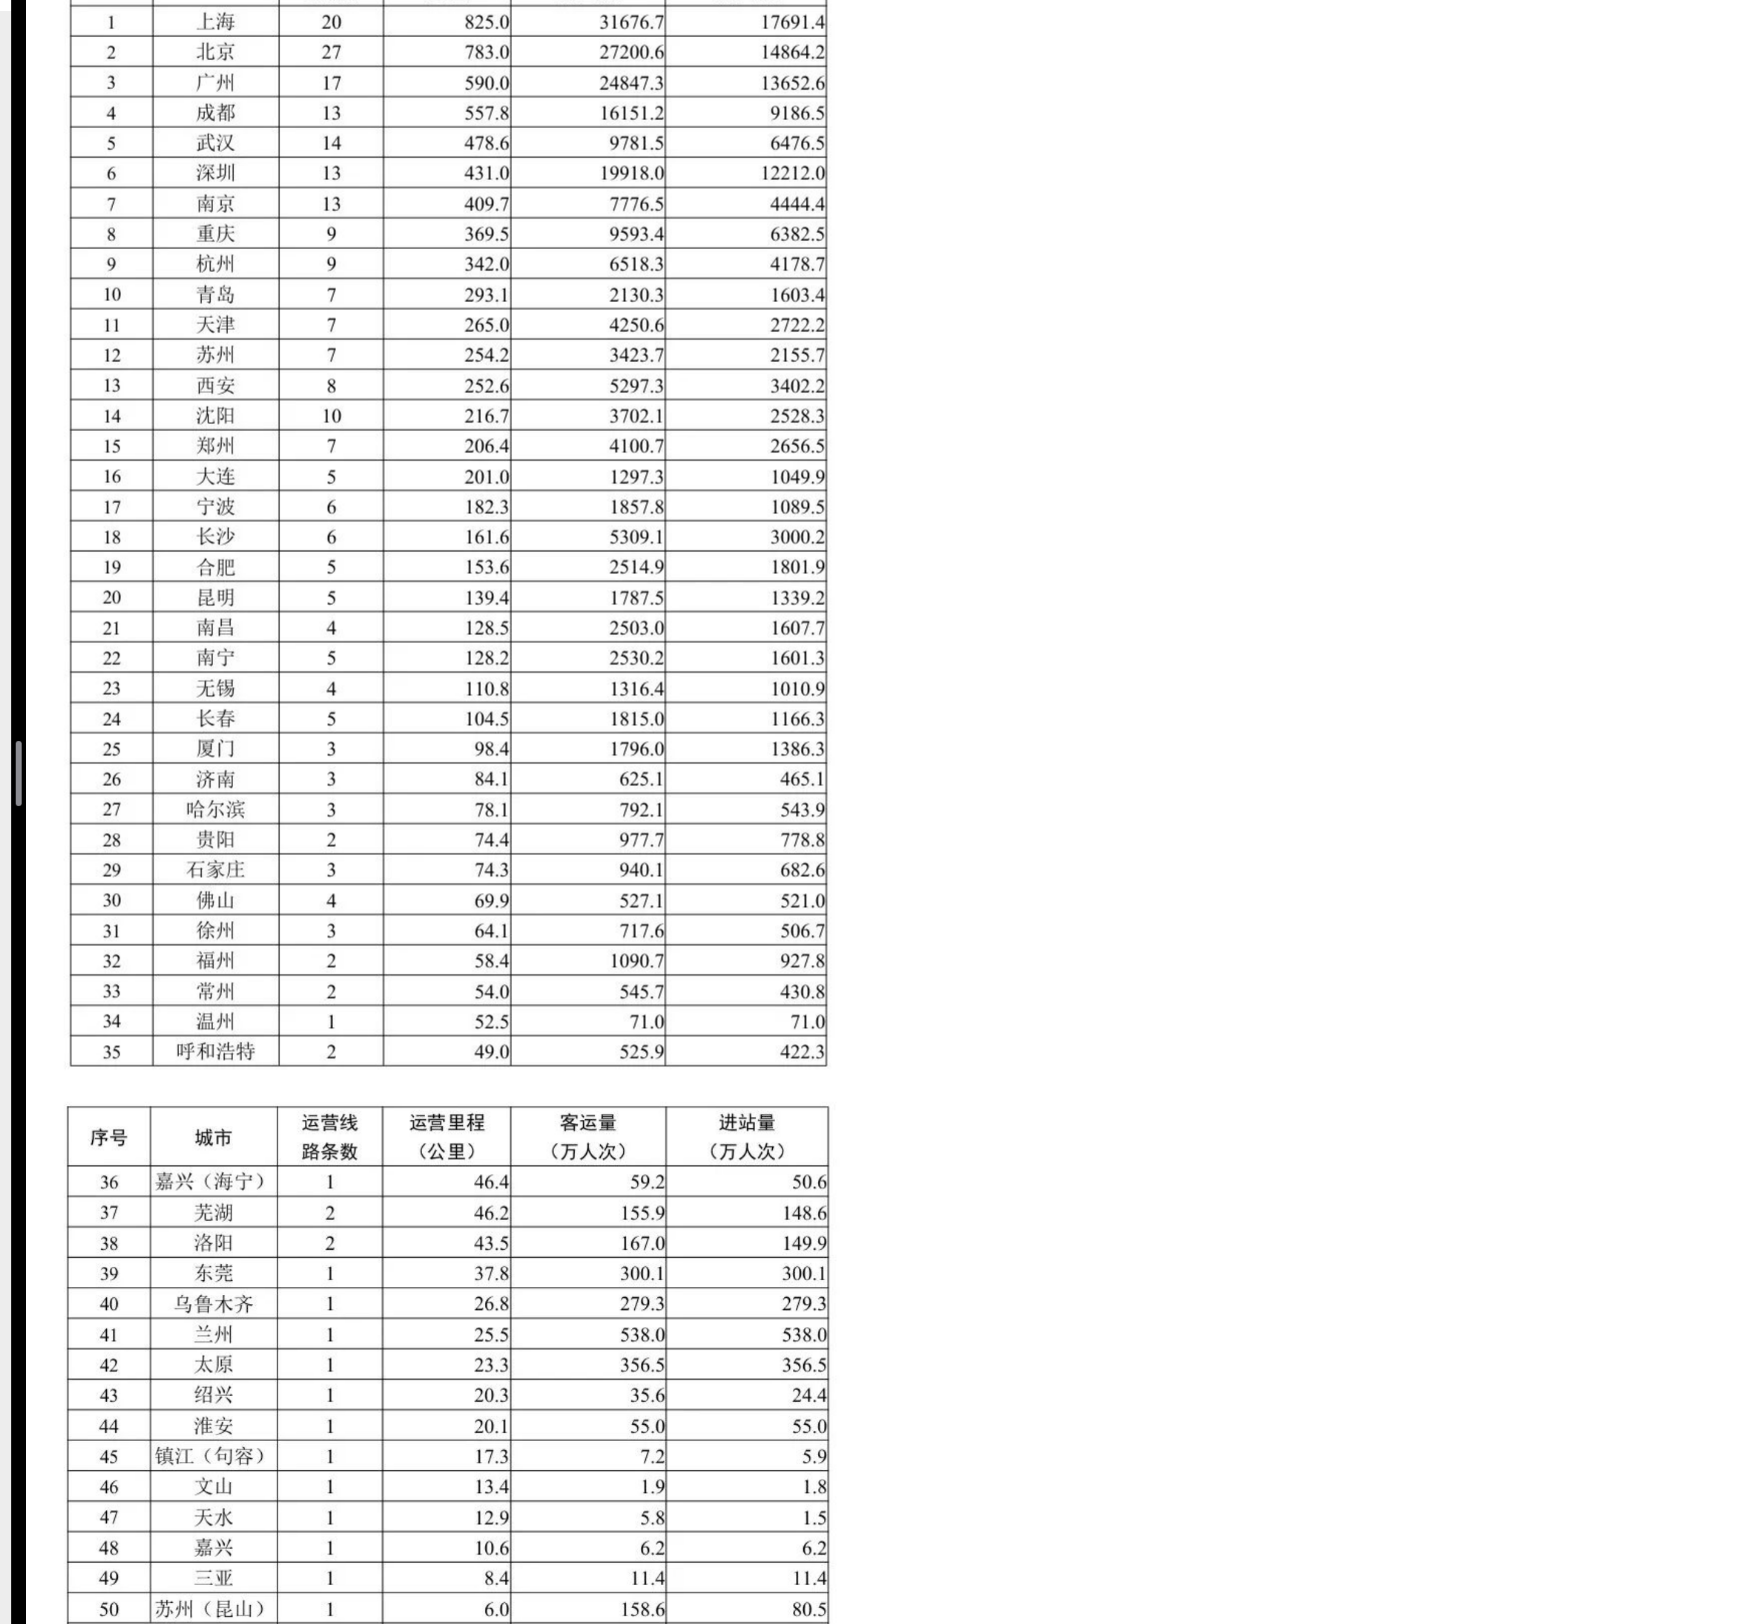 1 上海 20 825.0 31676.7 17691.4
2 北京 27 783.0 27200.6 14864.2
3 广州 17 590.0 24847.3 13652.6
4 成都 13 557.8 16151.2 9186.5
5 武汉 14 478.6 9781.5 6476.5
6 深圳 13 431.0 19918.0 12212.0
7 南京 13 409.7 7776.5 4444.4
8 重庆 9 369.5 9593.4 6382.5
9 杭州 9 342.0 6518.3 4178.7
10 青岛 7 293.1 2130.3 1603.4
11 天津 7 265.0 4250.6 2722.2
12 苏州 7 254.2 3423.7 2155.7
13 西安 8 252.6 5297.3 3402.2
14 沈阳 10 216.7 3702.1 2528.3
15 郑州 7 206.4 4100.7 2656.5
16 大连 5 201.0 1297.3 1049.9
17 宁波 6 182.3 1857.8 1089.5
18 长沙 6 161.6 5309.1 3000.2
19 合肥 5 153.6 2514.9 1801.9
20 昆明 5 139.4 1787.5 1339.2
21 南昌 4 128.5 2503.0 1607.7
22 南宁 5 128.2 2530.2 1601.3
23 无锡 4 110.8 1316.4 1010.9
24 长春 5 104.5 1815.0 1166.3
25 厦门 3 98.4 1796.0 1386.3
26 济南 3 84.1 625.1 465.1
27 哈尔滨 3 78.1 792.1 543.9
28 贵阳 2 74.4 977.7 778.8
29 石家庄 3 74.3 940.1 682.6
30 佛山 4 69.9 527.1 521.0
31 徐州 3 64.1 717.6 506.7
32 福州 2 58.4 1090.7 927.8
33 常州 2 54.0 545.7 430.8
34 温州 1 52.5 71.0 71.0
35 呼和浩特 2 49.0 525.9 422.3
序号 城市 运营线 运营里程 客运量 进站量
路条数 （公里） （万人次） （万人次）
36 嘉兴（海宁） 1 46.4 59.2 50.6
37 芜湖 2 46.2 155.9 148.6
38 洛阳 2 43.5 167.0 149.9
39 东莞 1 37.8 300.1 300.1
40 乌鲁木齐 1 26.8 279.3 279.3
41 兰州 1 25.5 538.0 538.0
42 太原 1 23.3 356.5 356.5
43 绍兴 1 20.3 35.6 24.4
44 淮安 1 20.1 55.0 55.0
45 镇江（句容） 1 17.3 7.2 5.9
46 文山 1 13.4 1.9 1.8
47 天水 1 12.9 5.8 1.5
48 嘉兴 1 10.6 6.2 6.2
49 三亚 1 8.4 11.4 11.4
50 苏州（昆山） 1 6.0 158.6 80.5